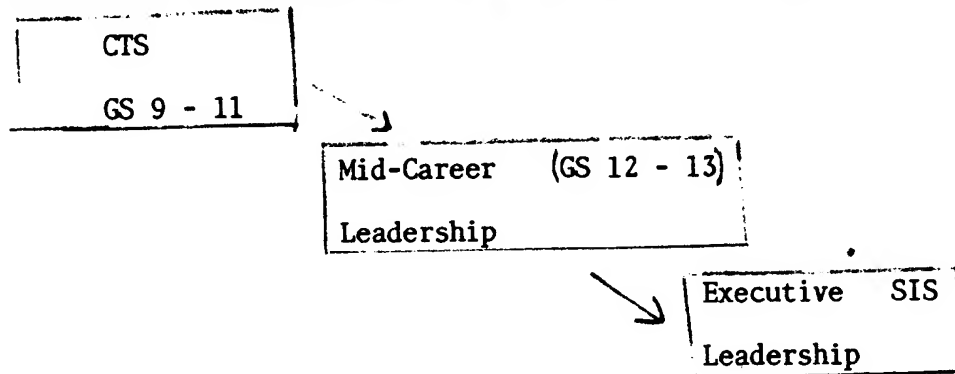 CTS
GS 9 - 11
Mid-Career (GS 12 - 13)
Leadership
Executive SIS
Leadership